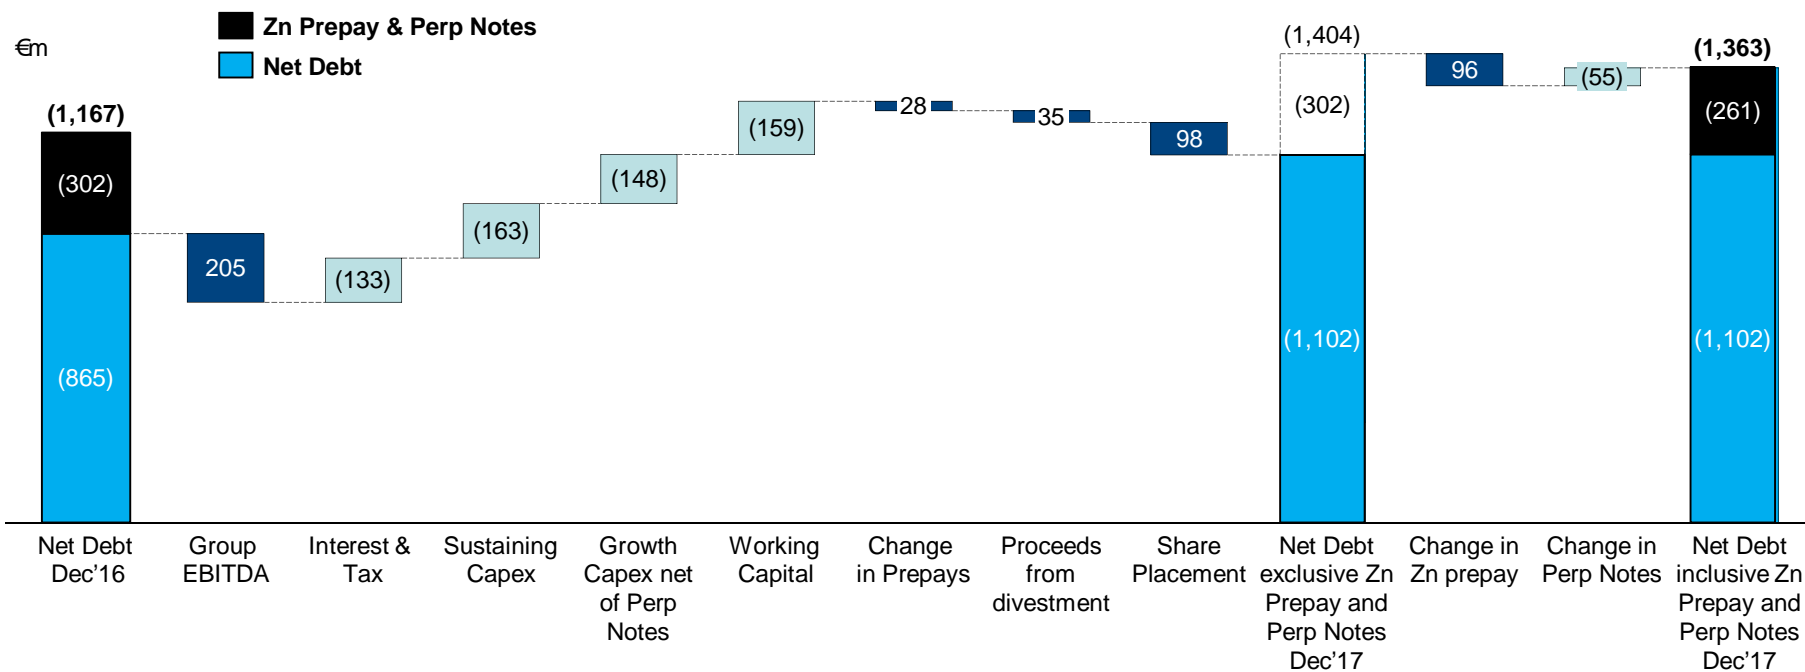 Zn Prepay & Perp Notes
€m
Net Debt
(1,167)
(302)
(865)
205
(133)
(163)
(148)
(159)
28
35
98
(1,404)
(302)
(1,102)
96
(55)
(1,363)
(261)
(1,102)
Net Debt
Dec'16
Group
EBITDA
Interest &
Tax
Sustaining
Capex
Growth
Capex net
of Perp
Notes
Working
Capital
Change
in Prepays
Proceeds
from
divestment
Share
Placement
Net Debt
exclusive Zn
Prepay and
Perp Notes
Dec'17
Change in
Zn prepay
Change in
Perp Notes
Net Debt
inclusive Zn
Prepay and
Perp Notes
Dec'17